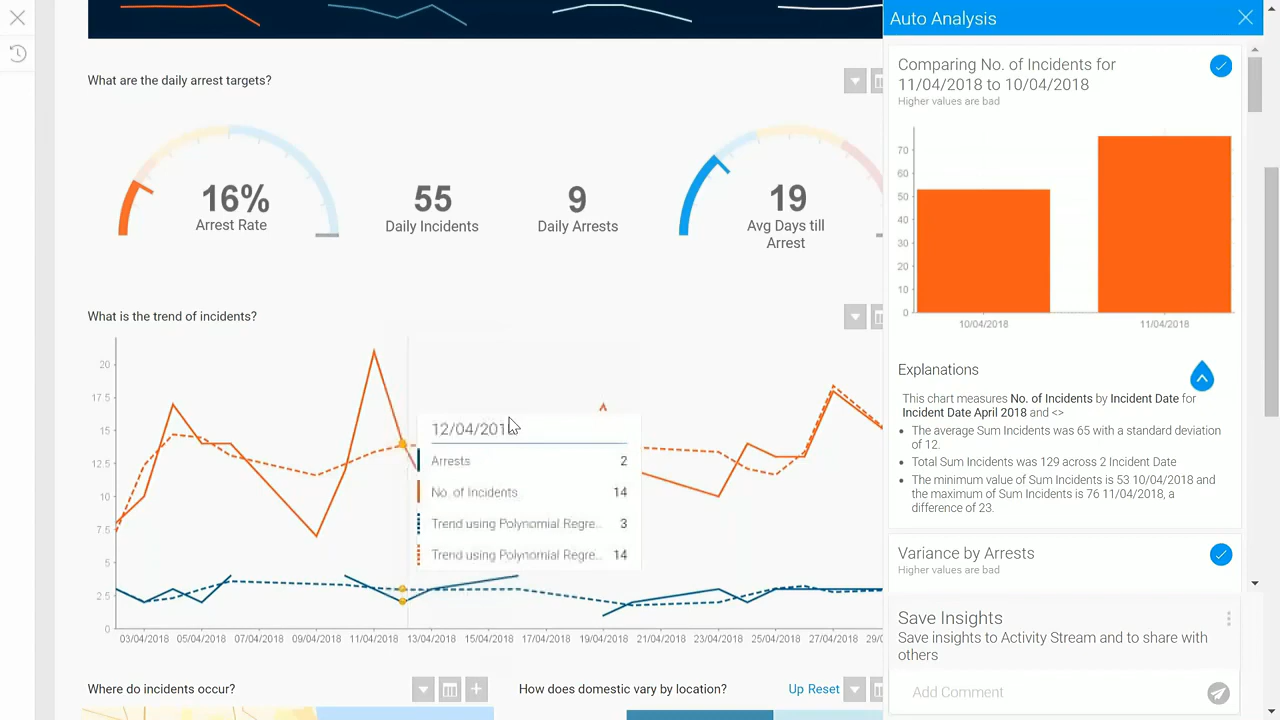 Auto Analysis
What are the daily arrest targets?
16%
Arrest Rate
55
Daily Incidents
9
Daily Arrests
19
Avg Days till
Arrest
What is the trend of incidents?
20
17.5
15
12.5
10
7.5
5
2.5
0
03/04/2018 05/04/2018 07/04/2018 09/04/2018 11/04/2018 13/04/2018 15/04/2018 17/04/2018 19/04/2018 21/04/2018 23/04/2018 25/04/2018 27/04/2018 29/
Arrests 2
No. of Incidents 14
Trend using Polynomial Regre... 3
Trend using Polynomial Regre... 14
Where do incidents occur?
How does domestic vary by location?
Up Reset
Comparing No. of Incidents for
11/04/2018 to 10/04/2018
Higher values are bad
70
60
50
40
30
20
10
0
10/04/2018 11/04/2018
Explanations
This chart measures No. of Incidents by Incident Date for
Incident Date April 2018 and <>
• The average Sum Incidents was 65 with a standard deviation
of 12.
• Total Sum Incidents was 129 across 2 Incident Date
• The minimum value of Sum Incidents is 53 10/04/2018 and
the maximum of Sum Incidents is 76 11/04/2018, a
difference of 23.
Variance by Arrests
Higher values are bad
Save Insights
Save insights to Activity Stream and to share with
others
Add Comment